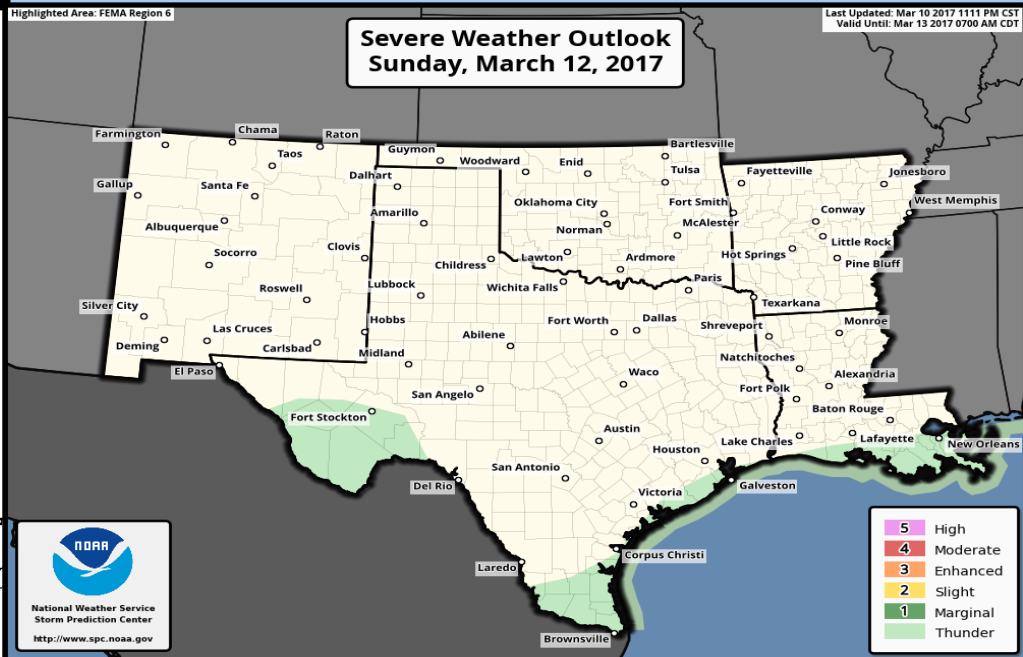 Highlighted Area: FEMA Region 6
Last Updated: Mar 10 2017 1111 PM CST
Valid Until: Mar 13 2017 0700 AM CDT
Severe Weather Outlook
Sunday, March 12, 2017
Farmington
Chama
Raton
Taos
Gallup
Santa Fe
Albuquerque
Socorro
Clovis
Roswell
Silver City
Las Cruces
Deming
Carlsbad
Hobbs
El Paso
Guymon
Woodward
Enid
Bartlesville
Tulsa
Dalhart
Oklahoma City
Fort Smith
Amarillo
Norman
McAlester
Childress
Lawton
Ardmore
Lubbock
Wichita Falls
Paris
Fayetteville
Jonesboro
West Memphis
Conway
Little Rock
Hot Springs
Pine Bluff
Texarkana
Midland
Abilene
Fort Worth
Dallas
Shreveport
Monroe
Natchitoches
San Angelo
Waco
Fort Polk
Alexandria
Fort Stockton
Baton Rouge
Austin
Lake Charles
Lafayette
New Orleans
Houston
San Antonio
Del Rio
Victoria
Galveston
Corpus Christi
Laredo
Brownsville
NOAA
National Weather Service
Storm Prediction Center
http://www.spc.noaa.gov
5 High
4 Moderate
3 Enhanced
2 Slight
1 Marginal
Thunder